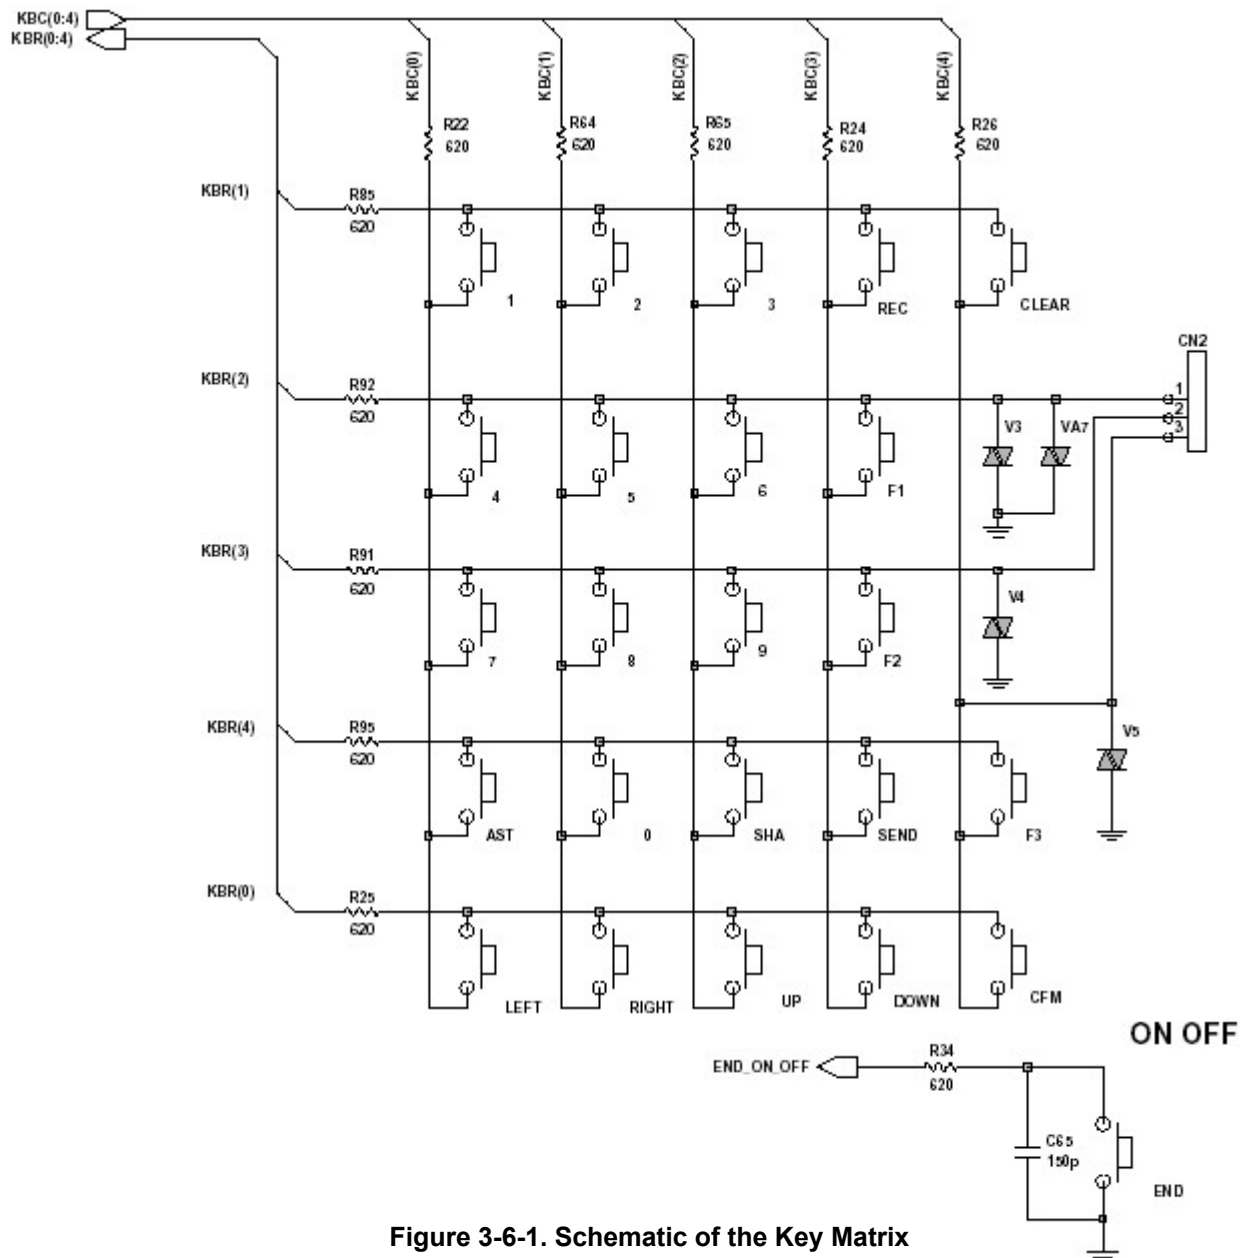 KBC(0:4)
KBR(0:4)
KBC(0)
KBC(1)
KBC(2)
KBC(3)
KBC(4)
R22
620
R64
620
R65
620
R24
620
R26
620
KBR(1)
R85
620
1
2
3
REC
CLEAR
CN2
1
2
3
KBR(2)
R92
620
4
5
6
F1
V3
VA7
KBR(3)
R91
620
7
8
9
F2
V4
KBR(4)
R95
620
AST
0
SHA
SEND
F3
V5
KBR(0)
R25
620
LEFT
RIGHT
UP
DOWN
CFM
ON OFF
END_ON_OFF
R34
620
C65
150p
END
Figure 3-6-1. Schematic of the Key Matrix